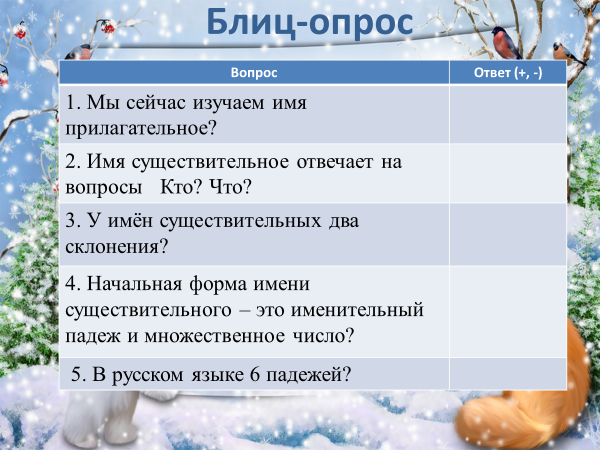 Блиц-опрос
Вопрос Ответ (+, -)
1. Мы сейчас изучаем имя
прилагательное?
2. Имя существительное отвечает на
вопросы Кто? Что?
3. У имён существительных два
склонения?
4. Начальная форма имени
существительного – это именительный
падеж и множественное число?
5. В русском языке 6 падежей?